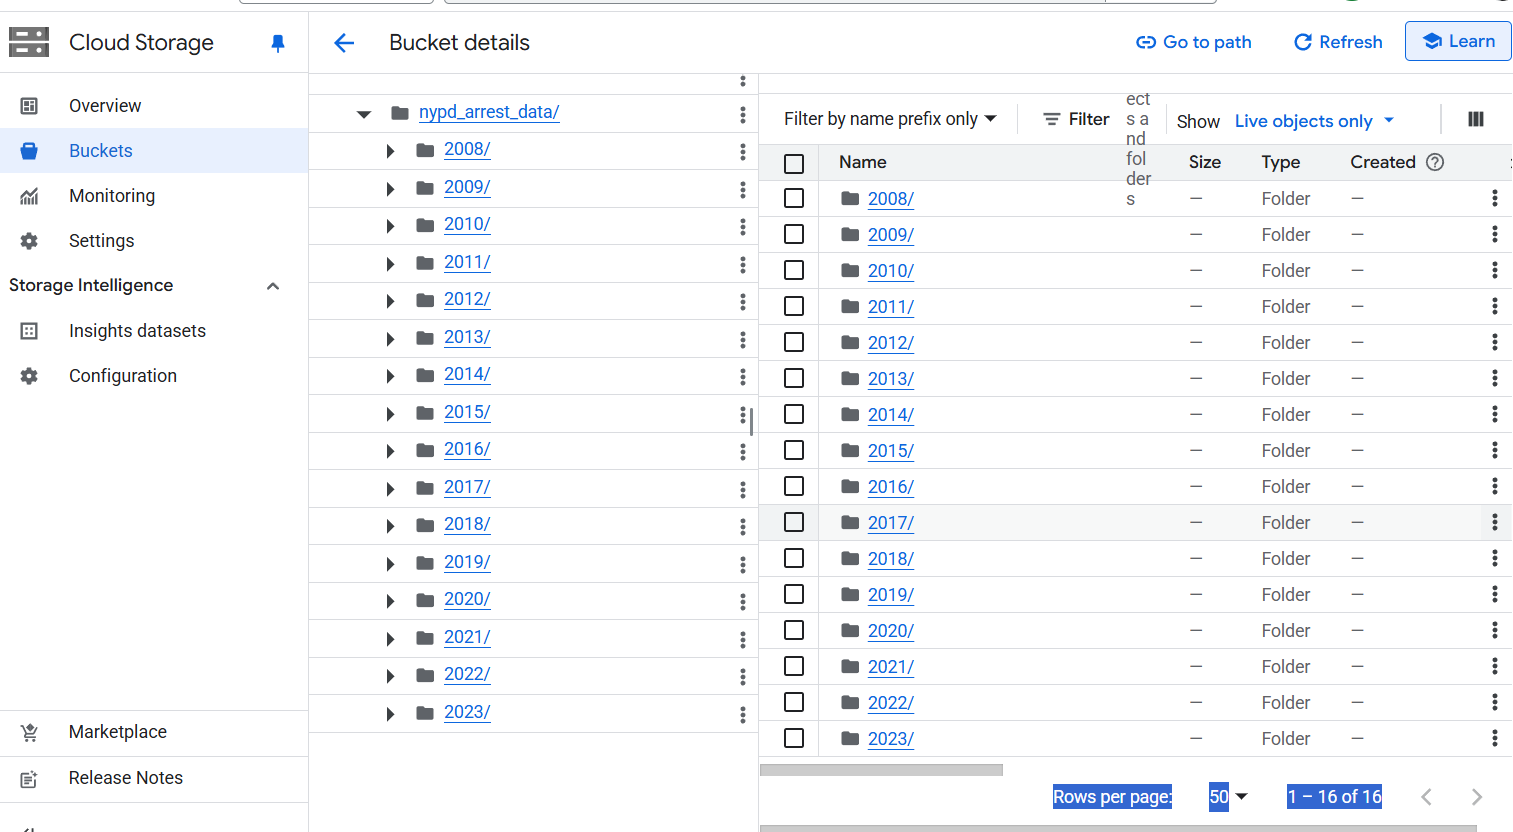 Cloud Storage
Bucket details
Go to path
Refresh
Learn
Overview
Buckets
Monitoring
Settings
Storage Intelligence
Insights datasets
Configuration
Marketplace
Release Notes
nypd_arrest_data/
2008/
2009/
2010/
2011/
2012/
2013/
2014/
2015/
2016/
2017/
2018/
2019/
2020/
2021/
2022/
2023/
Filter by name prefix only
Filter
ect
s a
nd
fol
der
s
Show Live objects only
Name Size Type Created
2008/ — Folder —
2009/ — Folder —
2010/ — Folder —
2011/ — Folder —
2012/ — Folder —
2013/ — Folder —
2014/ — Folder —
2015/ — Folder —
2016/ — Folder —
2017/ — Folder —
2018/ — Folder —
2019/ — Folder —
2020/ — Folder —
2021/ — Folder —
2022/ — Folder —
2023/ — Folder —
Rows per page: 50 1 – 16 of 16